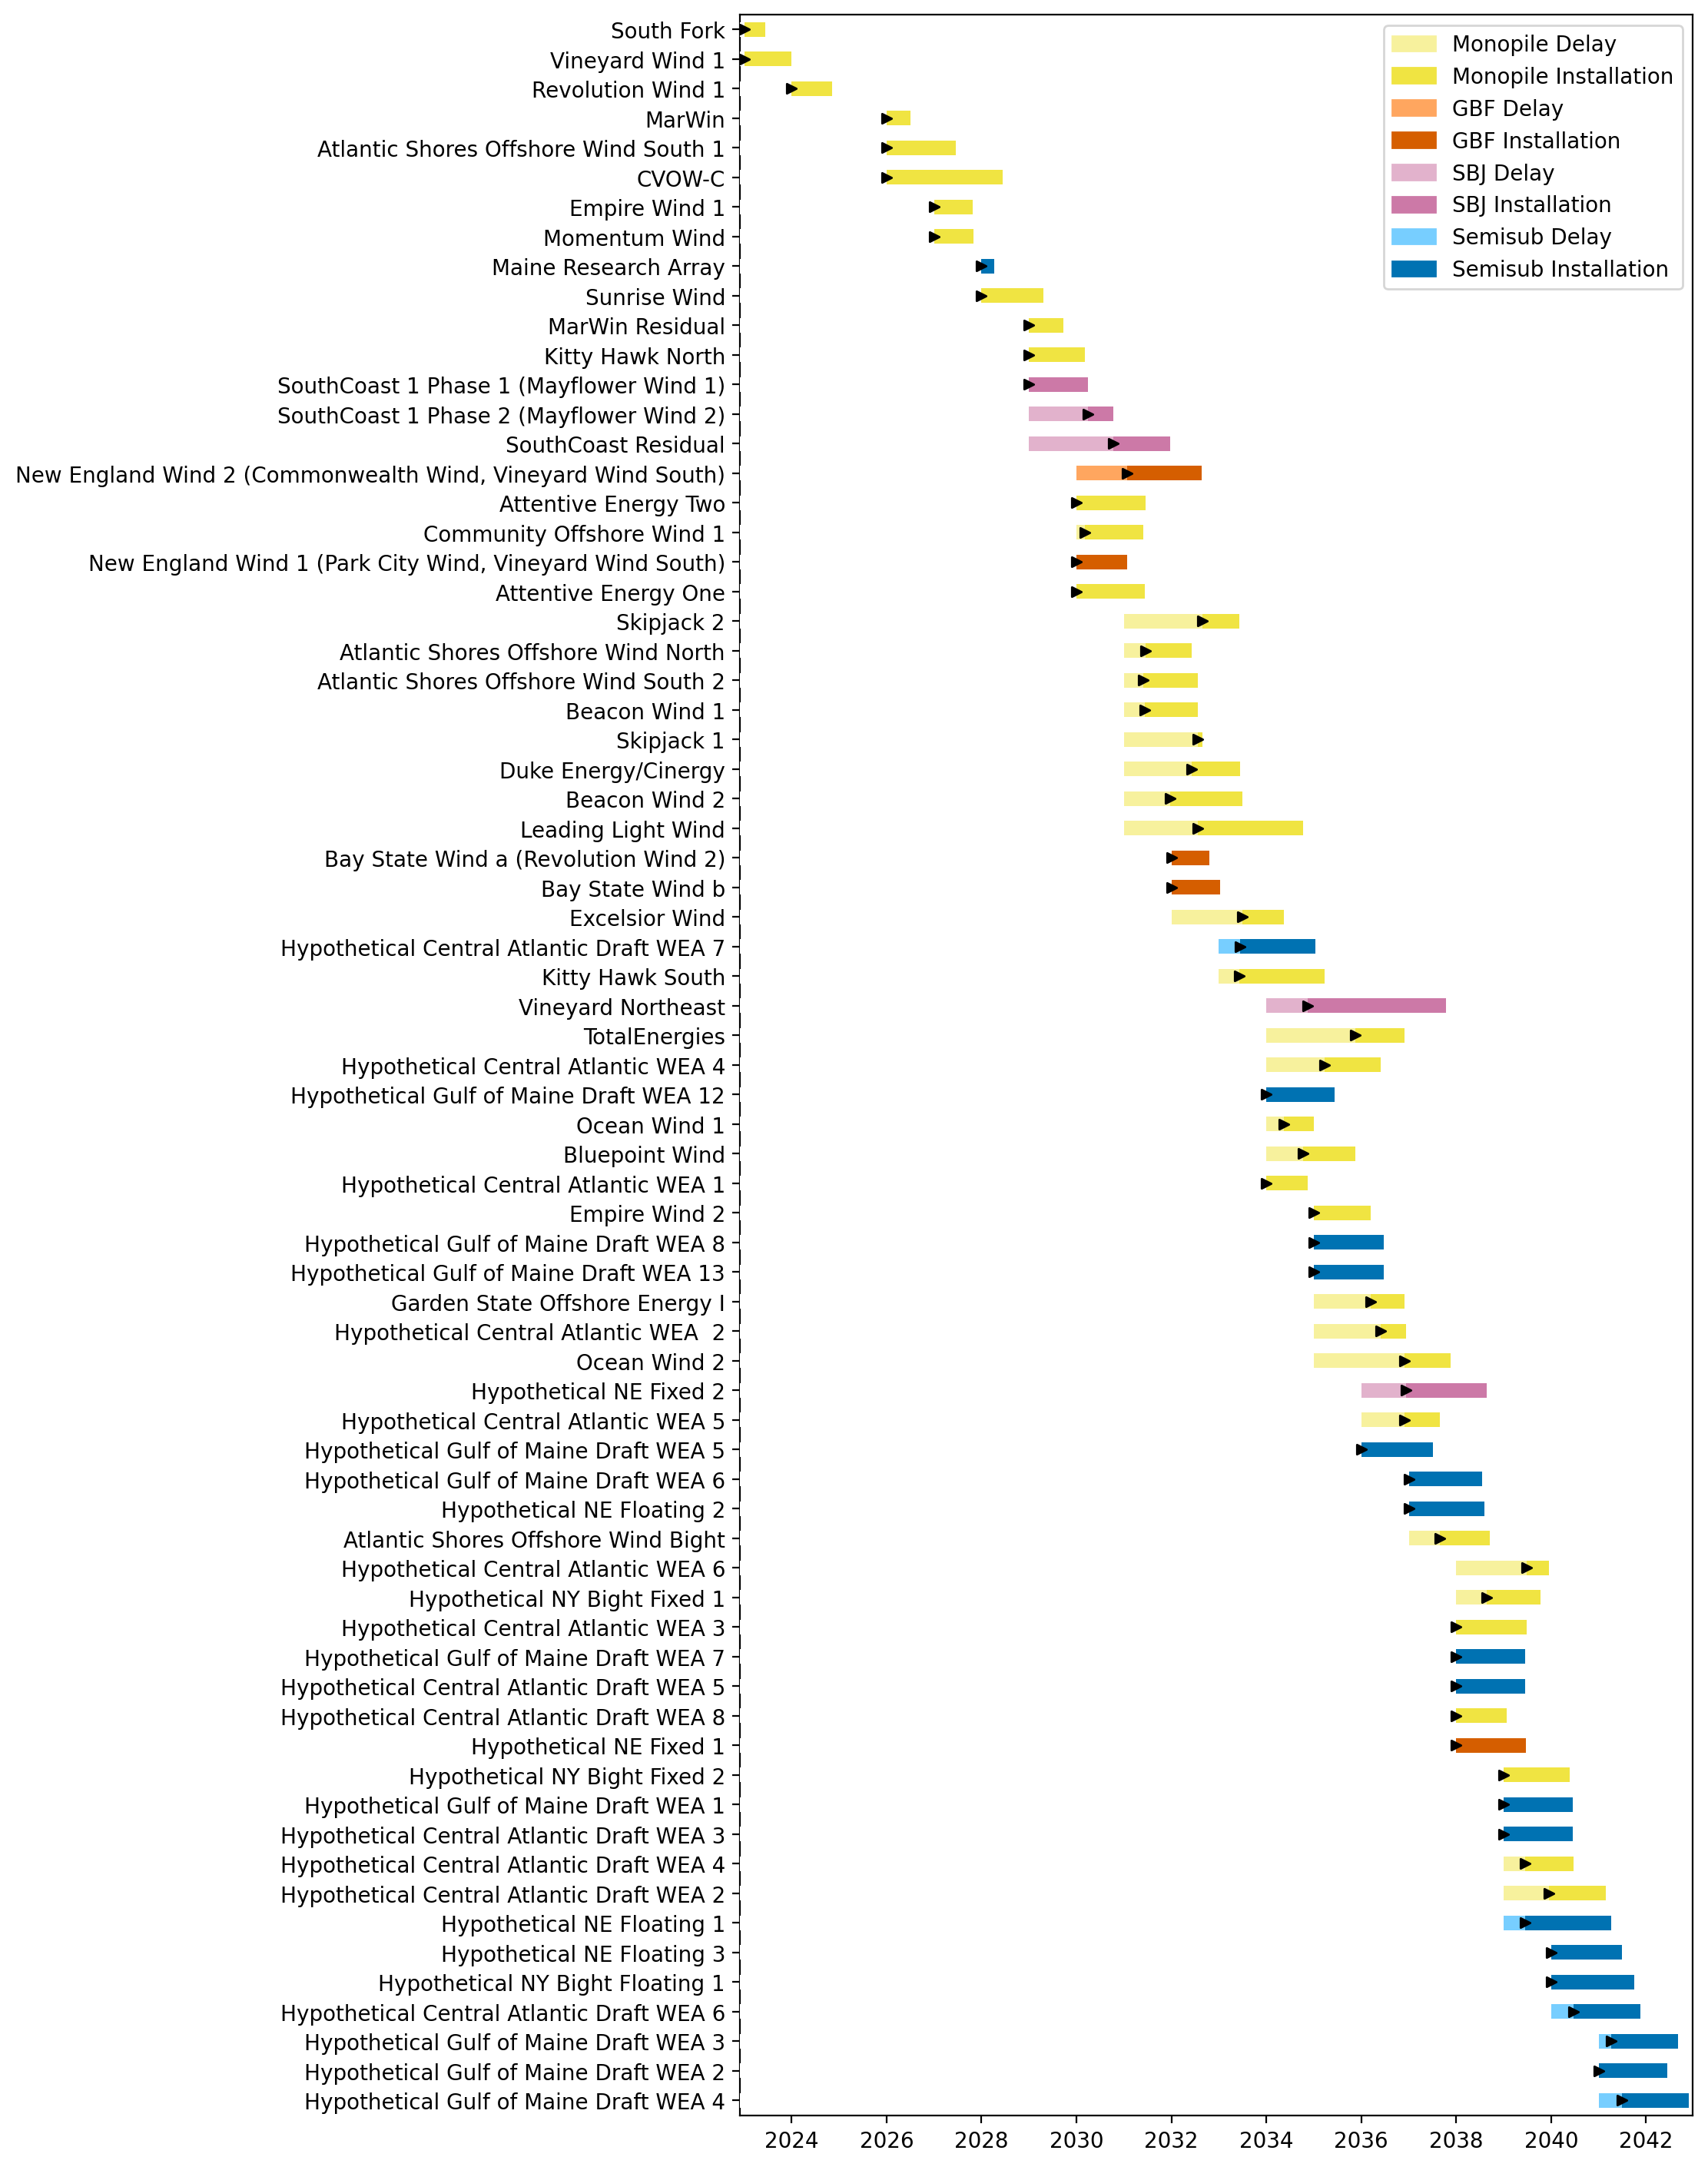 South Fork
Vineyard Wind 1
Revolution Wind 1
MarWin
Atlantic Shores Offshore Wind South 1
CVOW-C
Empire Wind 1
Momentum Wind
Maine Research Array
Sunrise Wind
MarWin Residual
Kitty Hawk North
SouthCoast 1 Phase 1 (Mayflower Wind 1)
SouthCoast 1 Phase 2 (Mayflower Wind 2)
SouthCoast Residual
New England Wind 2 (Commonwealth Wind, Vineyard Wind South)
Attentive Energy Two
Community Offshore Wind 1
New England Wind 1 (Park City Wind, Vineyard Wind South)
Attentive Energy One
Skipjack 2
Atlantic Shores Offshore Wind North
Atlantic Shores Offshore Wind South 2
Beacon Wind 1
Skipjack 1
Duke Energy/Cinergy
Beacon Wind 2
Leading Light Wind
Bay State Wind a (Revolution Wind 2)
Bay State Wind b
Excelsior Wind
Hypothetical Central Atlantic Draft WEA 7
Kitty Hawk South
Vineyard Northeast
TotalEnergies
Hypothetical Central Atlantic WEA 4
Hypothetical Gulf of Maine Draft WEA 12
Ocean Wind 1
Bluepoint Wind
Hypothetical Central Atlantic WEA 1
Empire Wind 2
Hypothetical Gulf of Maine Draft WEA 8
Hypothetical Gulf of Maine Draft WEA 13
Garden State Offshore Energy I
Hypothetical Central Atlantic WEA  2
Ocean Wind 2
Hypothetical NE Fixed 2
Hypothetical Central Atlantic WEA 5
Hypothetical Gulf of Maine Draft WEA 5
Hypothetical Gulf of Maine Draft WEA 6
Hypothetical NE Floating 2
Atlantic Shores Offshore Wind Bight
Hypothetical Central Atlantic WEA 6
Hypothetical NY Bight Fixed 1
Hypothetical Central Atlantic WEA 3
Hypothetical Gulf of Maine Draft WEA 7
Hypothetical Central Atlantic Draft WEA 5
Hypothetical Central Atlantic Draft WEA 8
Hypothetical NE Fixed 1
Hypothetical NY Bight Fixed 2
Hypothetical Gulf of Maine Draft WEA 1
Hypothetical Central Atlantic Draft WEA 3
Hypothetical Central Atlantic Draft WEA 4
Hypothetical Central Atlantic Draft WEA 2
Hypothetical NE Floating 1
Hypothetical NE Floating 3
Hypothetical NY Bight Floating 1
Hypothetical Central Atlantic Draft WEA 6
Hypothetical Gulf of Maine Draft WEA 3
Hypothetical Gulf of Maine Draft WEA 2
Hypothetical Gulf of Maine Draft WEA 4
Monopile Delay
Monopile Installation
GBF Delay
GBF Installation
SBJ Delay
SBJ Installation
Semisub Delay
Semisub Installation
2024 2026 2028 2030 2032 2034 2036 2038 2040 2042